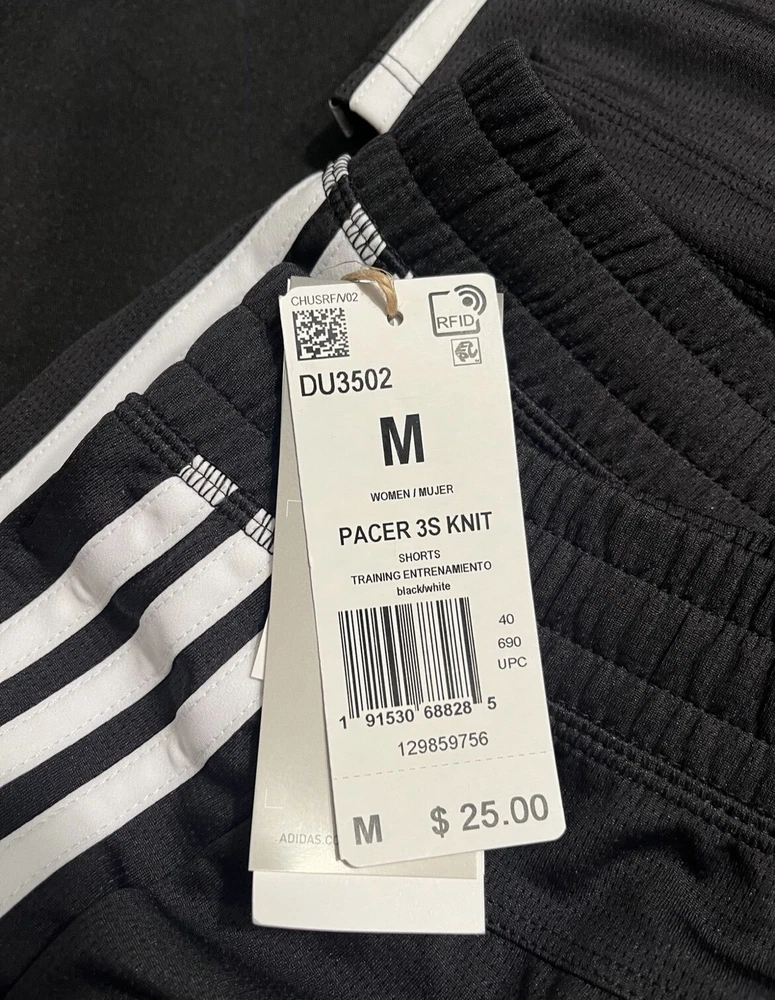 CHUSRF/V02
RFID
DU3502
M
WOMEN / MUJER
PACER 3S KNIT
SHORTS
TRAINING ENTRENAMIENTO
black/white
40
690
UPC
1 91530 68828 5
129859756
M $ 25.00
ADIDAS.C